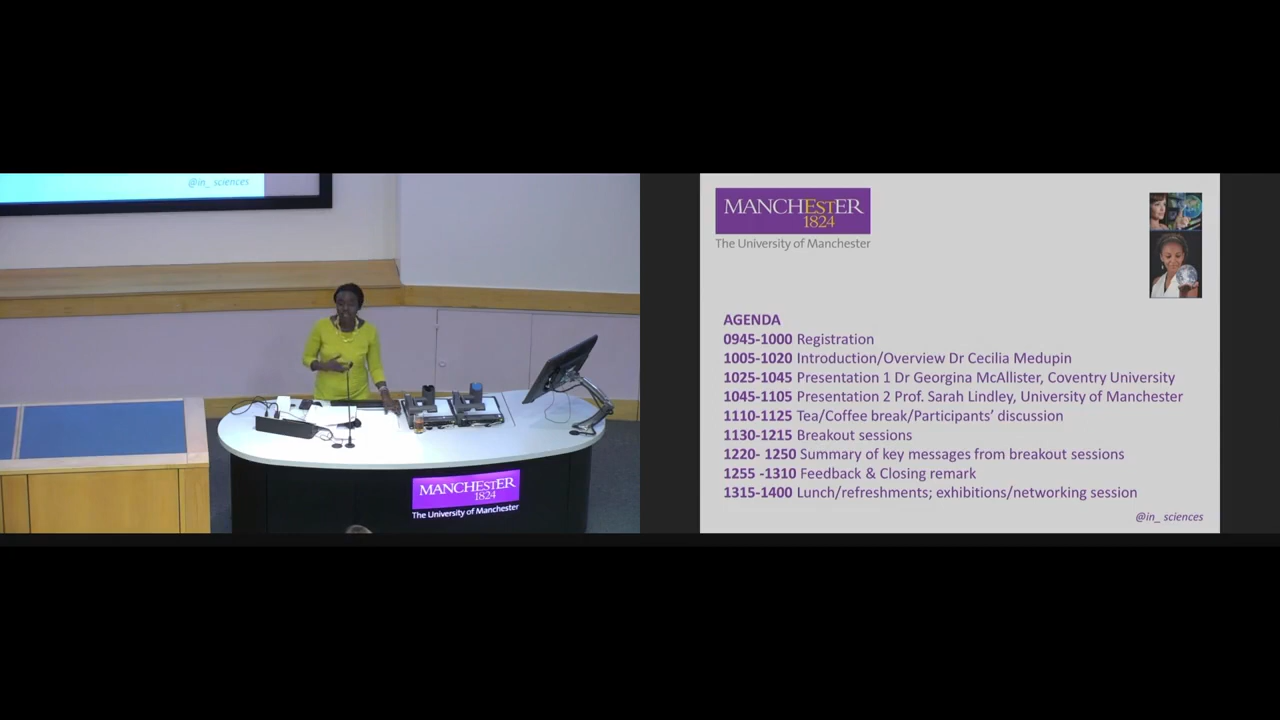 @in_ sciences
MANCHESTER
1824
The University of Manchester
MANCHESTER
1824
The University of Manchester
AGENDA
0945-1000 Registration
1005-1020 Introduction/Overview Dr Cecilia Medupin
1025-1045 Presentation 1 Dr Georgina McAllister, Coventry University
1045-1105 Presentation 2 Prof. Sarah Lindley, University of Manchester
1110-1125 Tea/Coffee break/Participants’ discussion
1130-1215 Breakout sessions
1220- 1250 Summary of key messages from breakout sessions
1255 -1310 Feedback & Closing remark
1315-1400 Lunch/refreshments; exhibitions/networking session
@in_ sciences